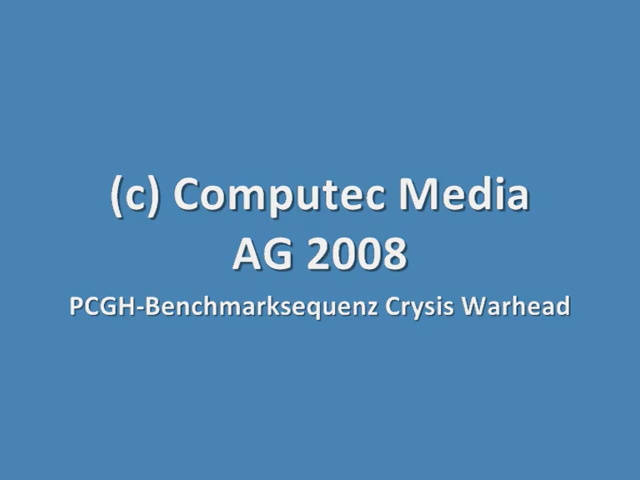 (c) Computec Media
AG 2008
PCGH-Benchmarksequenz Crysis Warhead